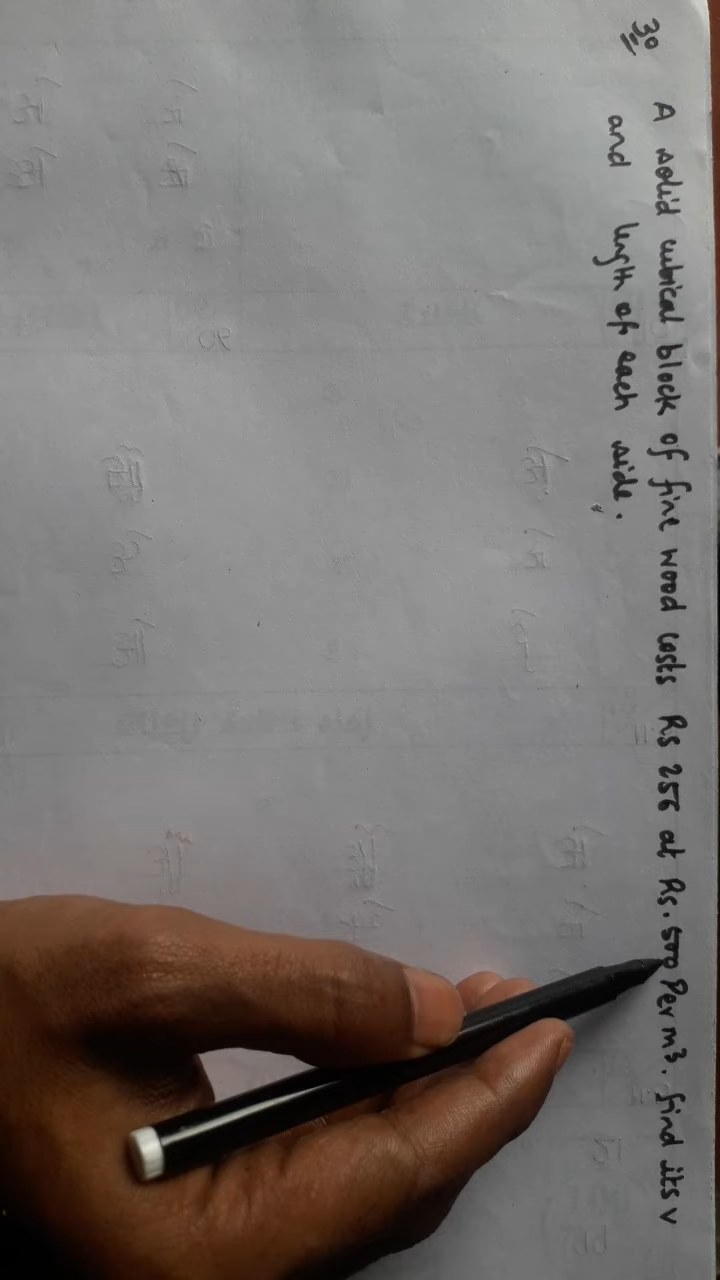 30 A solid cubical block of fine wood costs Rs 256 at Rs. 500 Per m3. find its v
and length of each side.